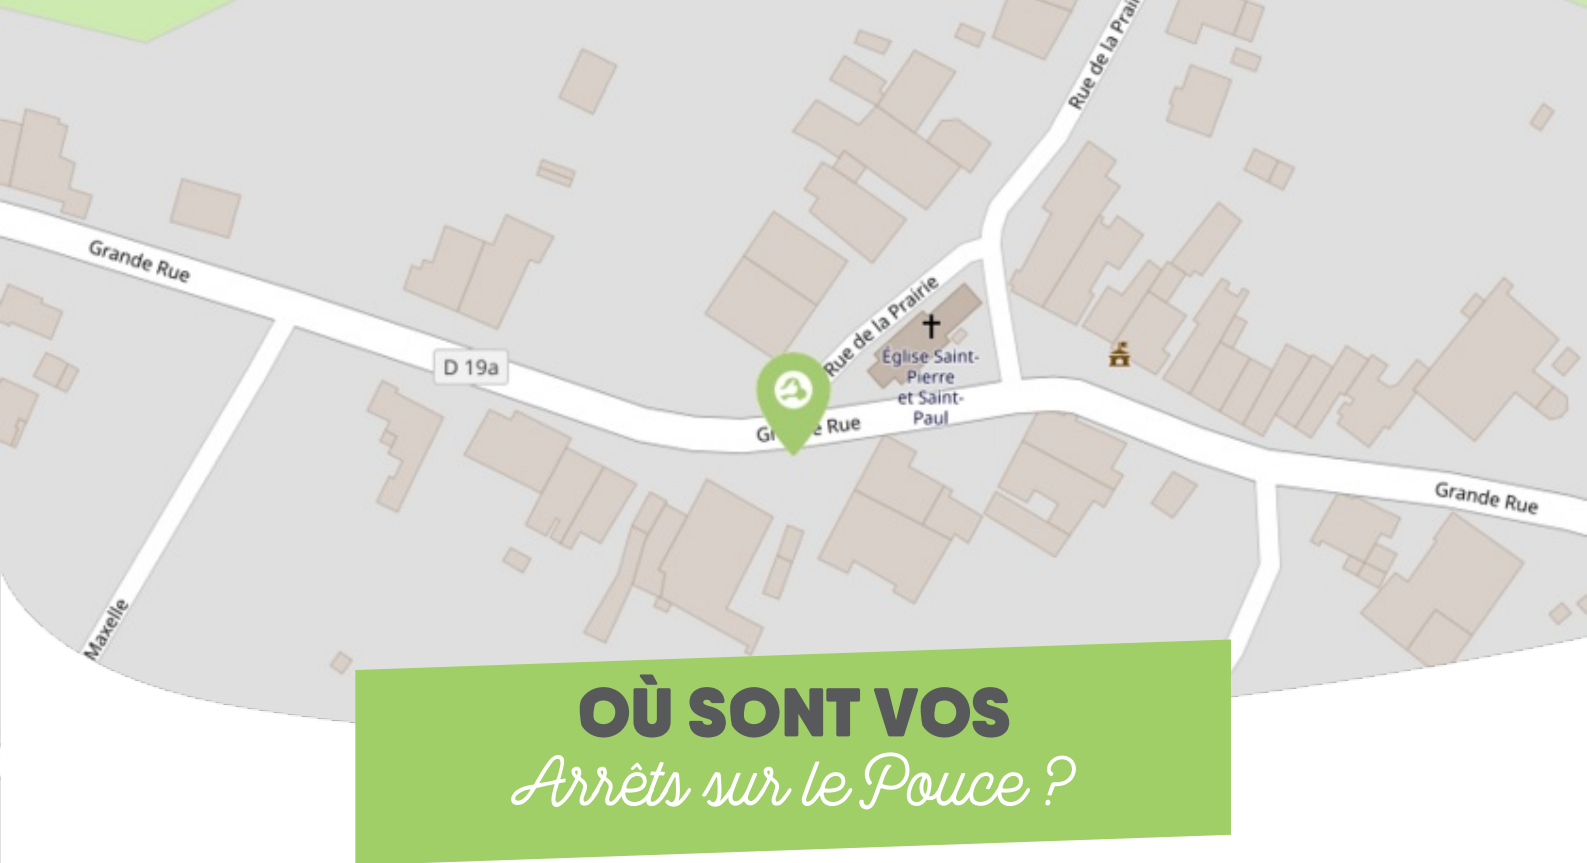 Rue de la Prai
Grande Rue
Rue de la Prairie
D 19a
Église Saint-
Pierre
et Saint-
Paul
Gr e Rue
Grande Rue
Maxelle
OÙ SONT VOS
Arrêts sur le Pouce ?